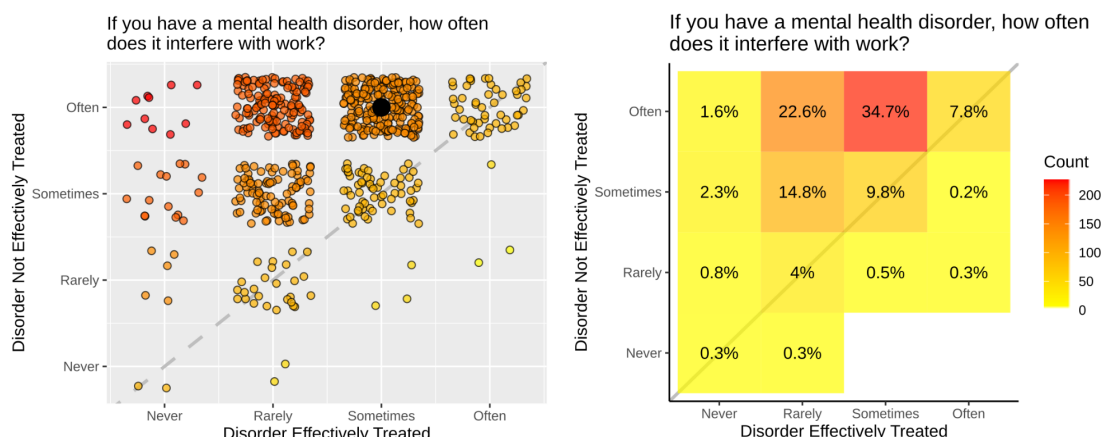 If you have a mental health disorder, how often
does it interfere with work?
Disorder Not Effectively Treated
Often
Sometimes
Rarely
Never
Never Rarely Sometimes Often
Disorder Effectively Treated
If you have a mental health disorder, how often
does it interfere with work?
Disorder Not Effectively Treated
Often 1.6% 22.6% 34.7% 7.8%
Sometimes 2.3% 14.8% 9.8% 0.2%
Rarely 0.8% 4% 0.5% 0.3%
Never 0.3% 0.3%
Never Rarely Sometimes Often
Disorder Effectively Treated
Count
200
150
100
50
0